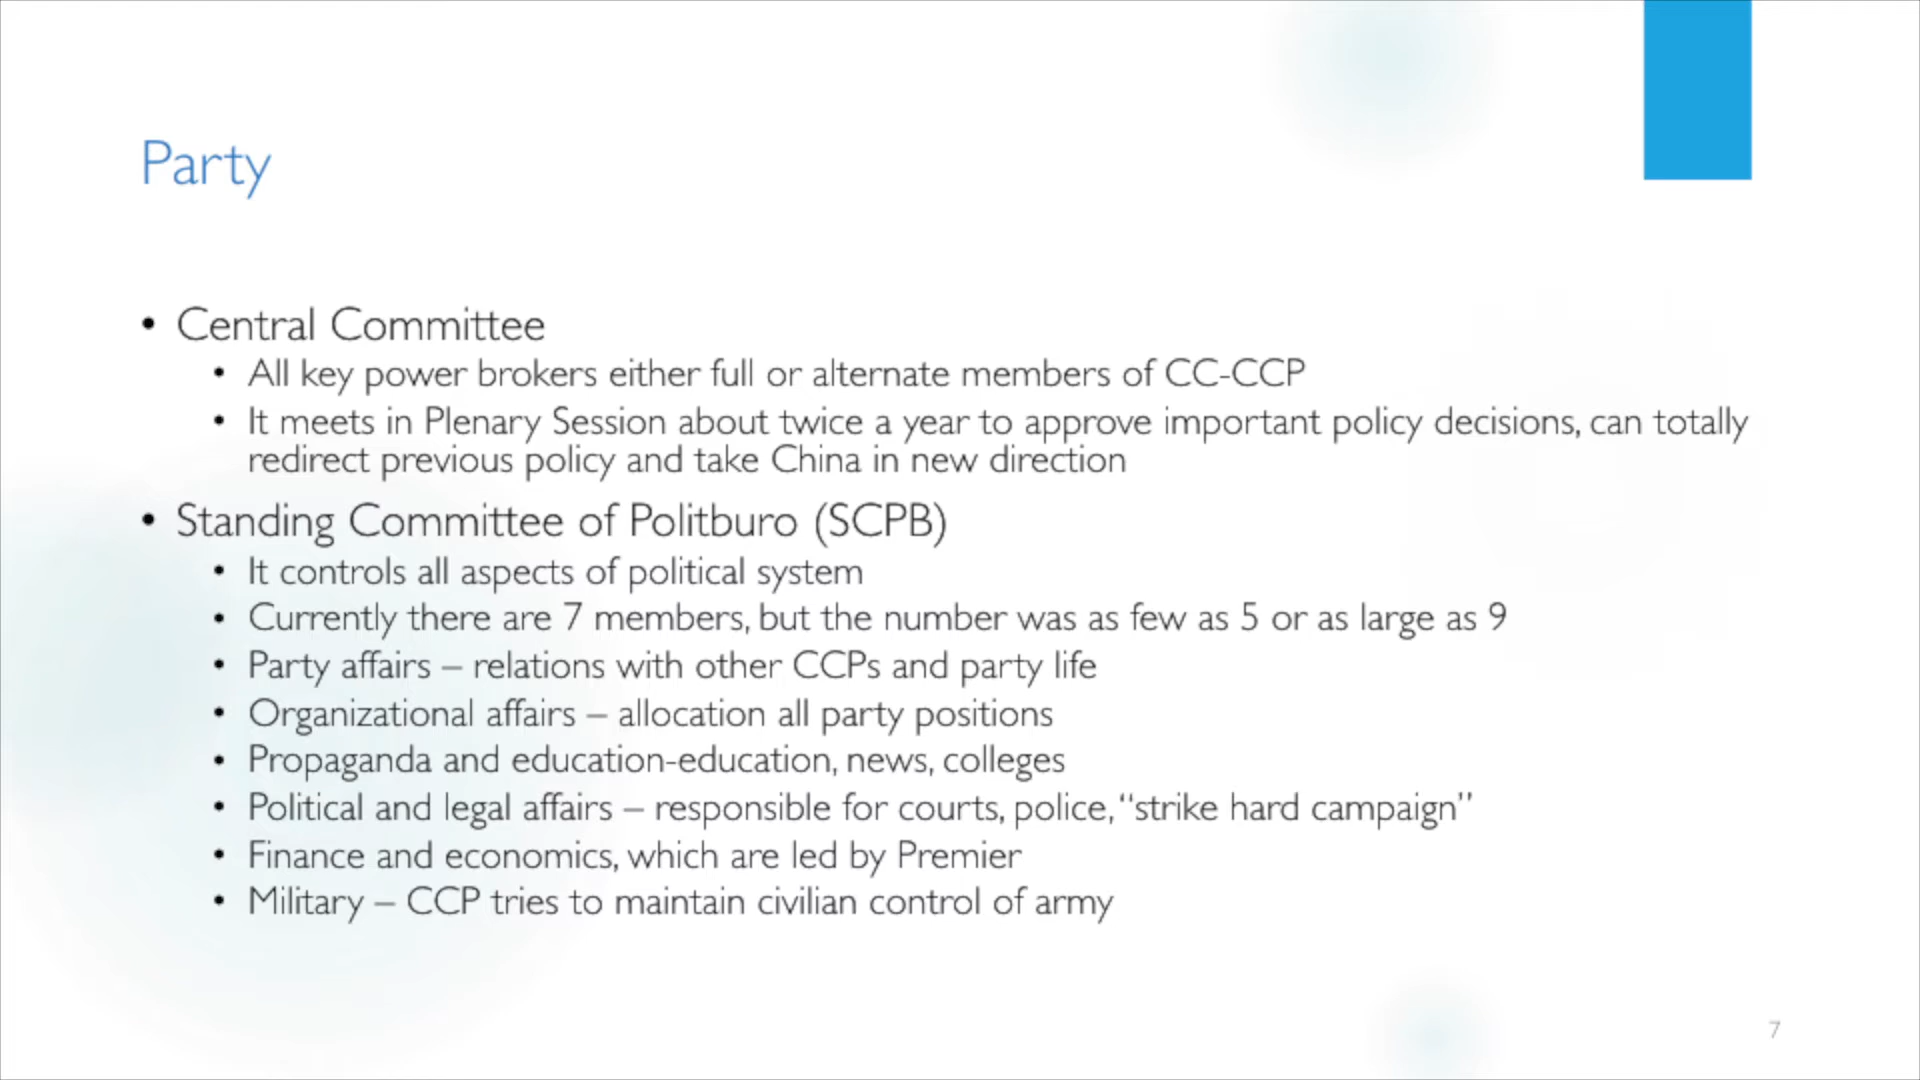 Party
• Central Committee
• All key power brokers either full or alternate members of CC-CCP
• It meets in Plenary Session about twice a year to approve important policy decisions, can totally
redirect previous policy and take China in new direction
• Standing Committee of Politburo (SCPB)
• It controls all aspects of political system
• Currently there are 7 members, but the number was as few as 5 or as large as 9
• Party affairs – relations with other CCPs and party life
• Organizational affairs – allocation all party positions
• Propaganda and education-education, news, colleges
• Political and legal affairs – responsible for courts, police, “strike hard campaign”
• Finance and economics, which are led by Premier
• Military – CCP tries to maintain civilian control of army
7